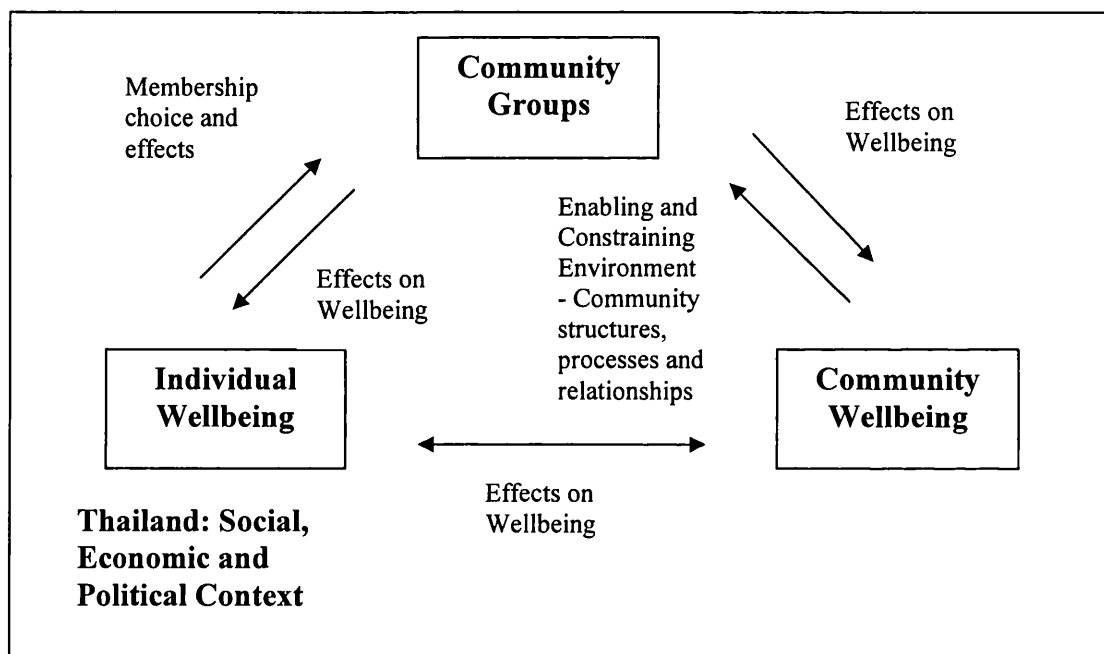 Community
Groups
Membership
choice and
effects
Effects on
Wellbeing
Enabling and
Constraining
Environment
- Community
structures,
processes and
relationships
Effects on
Wellbeing
Individual
Wellbeing
Community
Wellbeing
Effects on
Wellbeing
Thailand: Social,
Economic and
Political Context